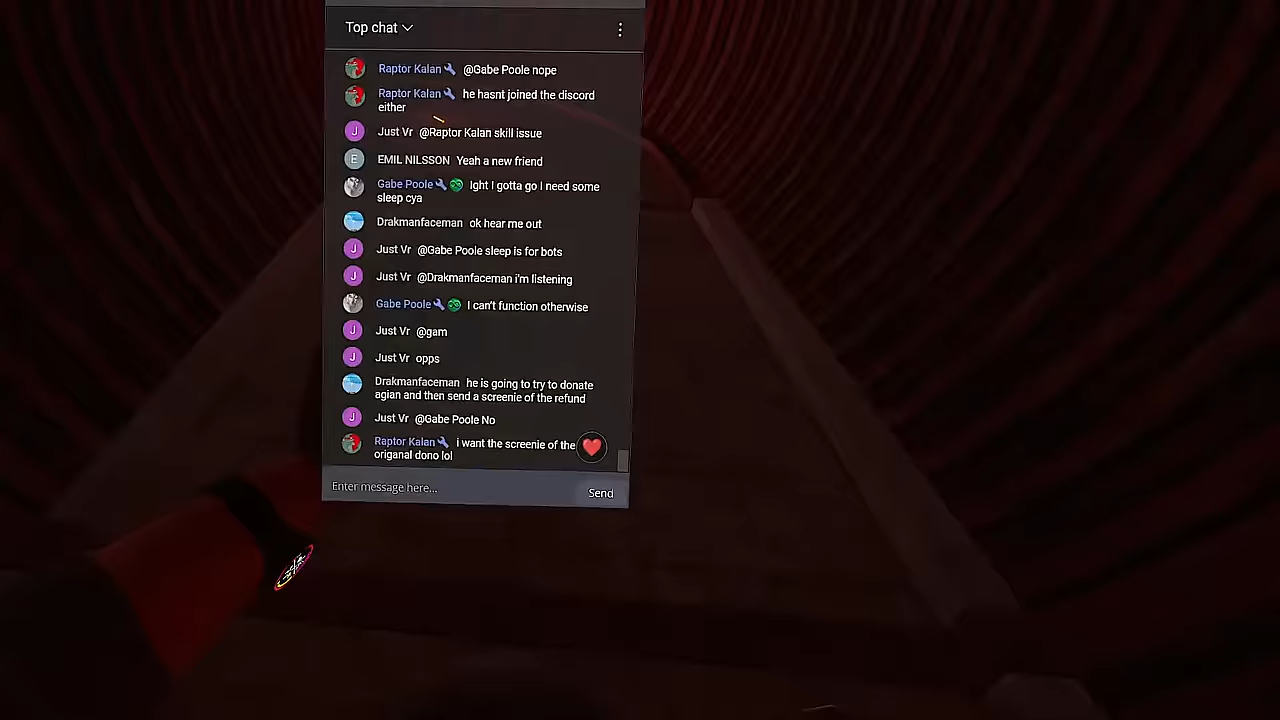 Top chat
Raptor Kalan @Gabe Poole nope
Raptor Kalan he hasnt joined the discord
either
J Just Vr @Raptor Kalan skill issue
E EMIL NILSSON Yeah a new friend
Gabe Poole Ight I gotta go I need some
sleep cya
Drakmanfaceman ok hear me out
J Just Vr @Gabe Poole sleep is for bots
J Just Vr @Drakmanfaceman i'm listening
Gabe Poole I can't function otherwise
J Just Vr @gam
J Just Vr opps
Drakmanfaceman he is going to try to donate
agian and then send a screenie of the refund
J Just Vr @Gabe Poole No
Raptor Kalan i want the screenie of the
origanal dono lol
Enter message here... Send